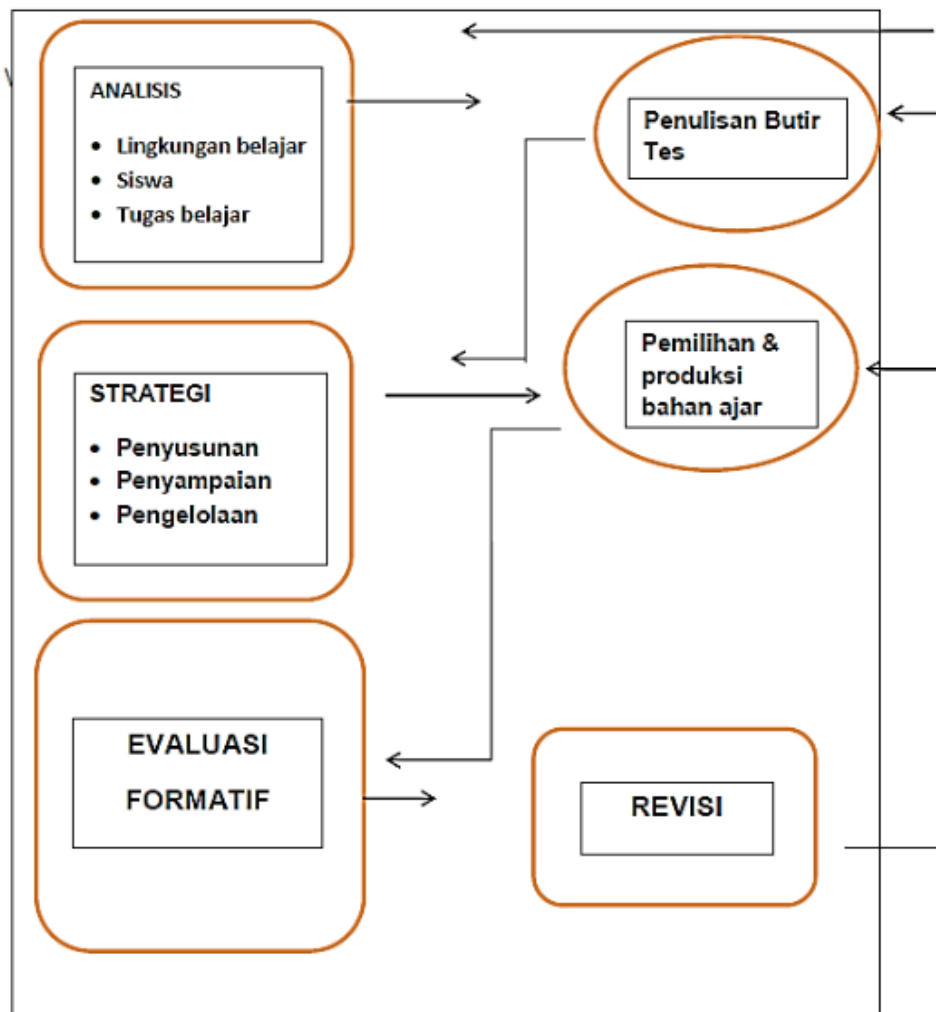 ANALISIS
• Lingkungan belajar
• Siswa
• Tugas belajar
Penulisan Butir
Tes
STRATEGI
• Penyusunan
• Penyampaian
• Pengelolaan
Pemilihan &
produksi
bahan ajar
EVALUASI
FORMATIF
REVISI